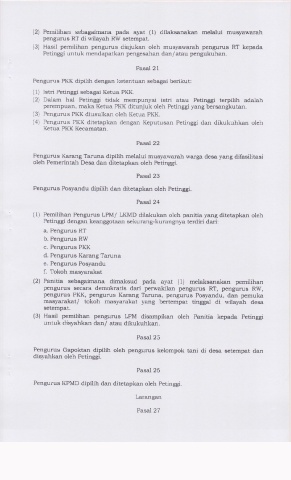 (2) Pemilihan sebagaimana pada ayat (1) dilaksanakan melalui musyawarah
pengurus RT di wilayah RW setempat.
(3) Hasil pemilihan pengurus diajukan oleh musyawarah pengurus RT kepada
Petinggi untuk mendapatkan pengesahan dan/atau pengukuhan.
Pasal 21
Pengurus PKK dipilih dengan ketentuan sebagai berikut:
(1) Istri Petinggi sebagai Ketua PKK.
(2) Dalam hal Petinggi tidak mempunyai istri atau Petinggi terpilih adalah
perempuan, maka Ketua PKK ditunjuk oleh Petinggi yang bersangkutan.
(3) Pengurus PKK diusulkan oleh Ketua PKK.
(4) Pengurus PKK ditetapkan dengan Keputusan Petinggi dan dikukuhkan oleh
Ketua PKK Kecamatan.
Pasal 22
Pengurus Karang Taruna dipilih melalui musyawarah warga desa yang difasilitasi
oleh Pemerintah Desa dan ditetapkan oleh Petinggi.
Pasal 23
Pengurus Posyandu dipilih dan ditetapkan oleh Petinggi.
Pasal 24
(1) Pemilihan Pengurus LPM/ LKMD dilakukan oleh panitia yang ditetapkan oleh
Petinggi dengan keanggotaan sekurang-kurangnya terdiri dari:
a. Pengurus RT
b. Pengurus RW
c. Pengurus PKK
d. Pengurus Karang Taruna
e. Pengurus Posyandu
f. Tokoh masyarakat
(2) Panitia sebagaimana dimaksud pada ayat (1) melaksanakan pemilihan
pengurus secara demokratis dari perwakilan pengurus RT, pengurus RW,
pengurus PKK, pengurus Karang Taruna, pengurus Posyandu, dan pemuka
masyarakat/ tokoh masyarakat yang bertempat tinggal di wilayah desa
setempat.
(3) Hasil pemilihan pengurus LPM disampaikan oleh Panitia kepada Petinggi
untuk disyahkan dan/ atau dikukuhkan.
Pasal 25
Pengurus Gapoktan dipilih oleh pengurus kelompok tani di desa setempat dan
disyahkan oleh Petinggi.
Pasal 26
Pengurus KPMD dipilih dan ditetapkan oleh Petinggi.
Larangan
Pasal 27